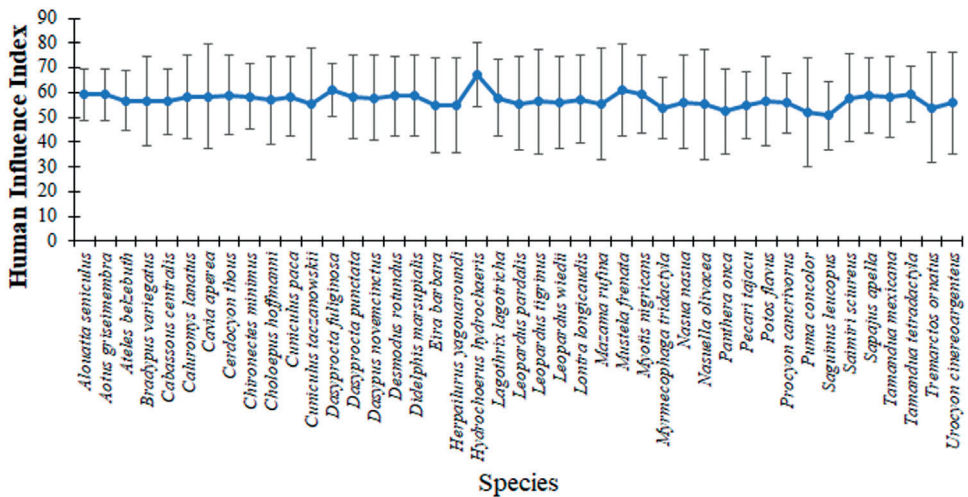 Human Influence Index
90
80
70
60
50
40
30
20
10
0
Alouatta seniculus
Aotus griseimembra
Ateles belzebuth
Bradypus variegatus
Cabassous centralis
Caluromys lanatus
Cavia aperea
Cerdocyon thous
Chironectes minimus
Choloepus hoffmanni
Cuniculus paca
Cuniculus taczanowskii
Dasyprocta fuliginosa
Dasyprocta punctata
Dasypus novemcinctus
Desmodus rotundus
Didelphis marsupialis
Eira barbara
Herpailurus yagouaroundi
Hydrochoerus hydrochaeris
Lagothrix lagotricha
Leopardus pardalis
Leopardus tigrinus
Leopardus wiedii
Lontra longicaudis
Mazama rufina
Mustela frenata
Myotis nigricans
Myrmecophaga tridactyla
Nasua nasua
Nasuella olivacea
Panthera onca
Pecari tajacu
Potos flavus
Procyon cancrivorus
Puma concolor
Saguinus leucopus
Saimiri sciureus
Sapajus apella
Tamandua mexicana
Tamandua tetradactyla
Tremarctos ornatus
Urocyon cinereoargenteus
Species